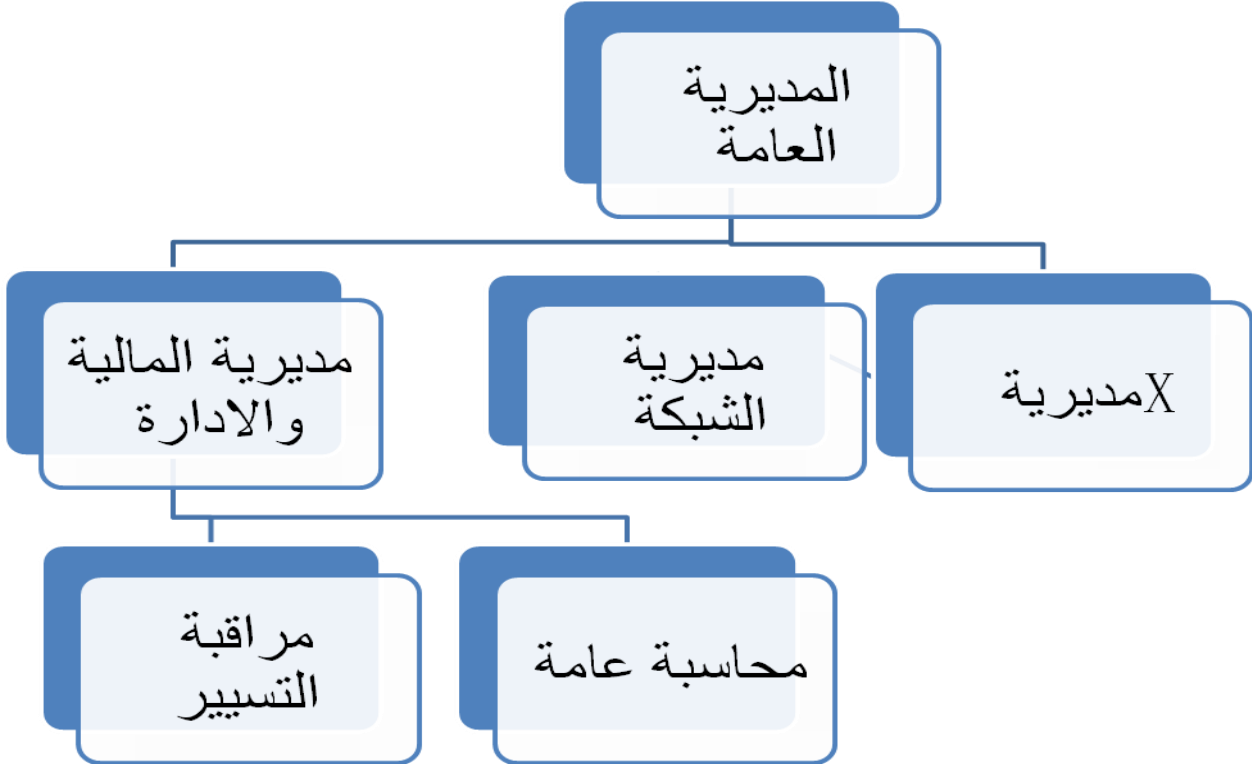 المديرية
العامة
Xمديرية
مديرية
الشبكة
مديرية المالية
والادارة
محاسبة عامة
مراقبة
التسيير